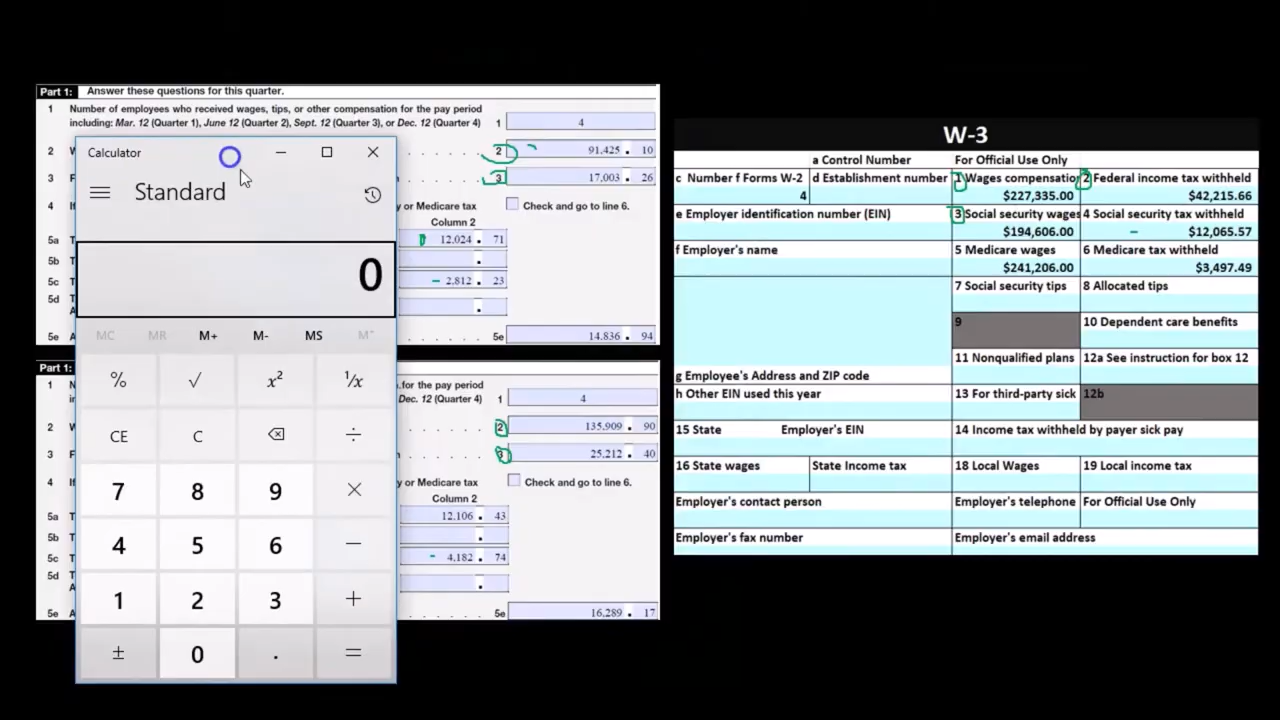 Part 1: Answer these questions for this quarter.
1 Number of employees who received wages, tips, or other compensation for the pay period
including: Mar. 12 (Quarter 1), June 12 (Quarter 2), Sept. 12 (Quarter 3), or Dec. 12 (Quarter 4) 1 4
2 W . . . . . 2 91,425 . 10
3 F . . . . . 3 17,003 . 26
4 If y or Medicare tax Check and go to line 6.
Column 2
5a T 12,024 . 71
5b T .
5c T 2,812 . 23
5d T
A .
5e A . . . . . 5e 14,836 . 94
Calculator
Standard
0
MC MR M+ M- MS M
% √ x² ¹/x
CE C ÷
7 8 9 ×
4 5 6 −
1 2 3 +
± 0 . =
Part 1:
1 N for the pay period
Dec. 12 (Quarter 4) 1 4
2 W . . . . . 2 135,909 . 90
3 F . . . . . 3 25,212 . 40
4 If y or Medicare tax Check and go to line 6.
Column 2
5a T 12,106 . 43
5b T .
5c T 4,182 . 74
5d T
A .
5e A . . . . . 5e 16,289 . 17
W-3
a Control Number For Official Use Only
c Number f Forms W-2 d Establishment number 1 Wages compensation 2 Federal income tax withheld
4 $227,335.00 $42,215.66
e Employer identification number (EIN) 3 Social security wages 4 Social security tax withheld
$194,606.00 $12,065.57
f Employer's name 5 Medicare wages 6 Medicare tax withheld
$241,206.00 $3,497.49
7 Social security tips 8 Allocated tips
9 10 Dependent care benefits
11 Nonqualified plans 12a See instruction for box 12
g Employee's Address and ZIP code
h Other EIN used this year 13 For third-party sick 12b
15 State Employer's EIN 14 Income tax withheld by payer sick pay
16 State wages State Income tax 18 Local Wages 19 Local income tax
Employer's contact person Employer's telephone For Official Use Only
Employer's fax number Employer's email address